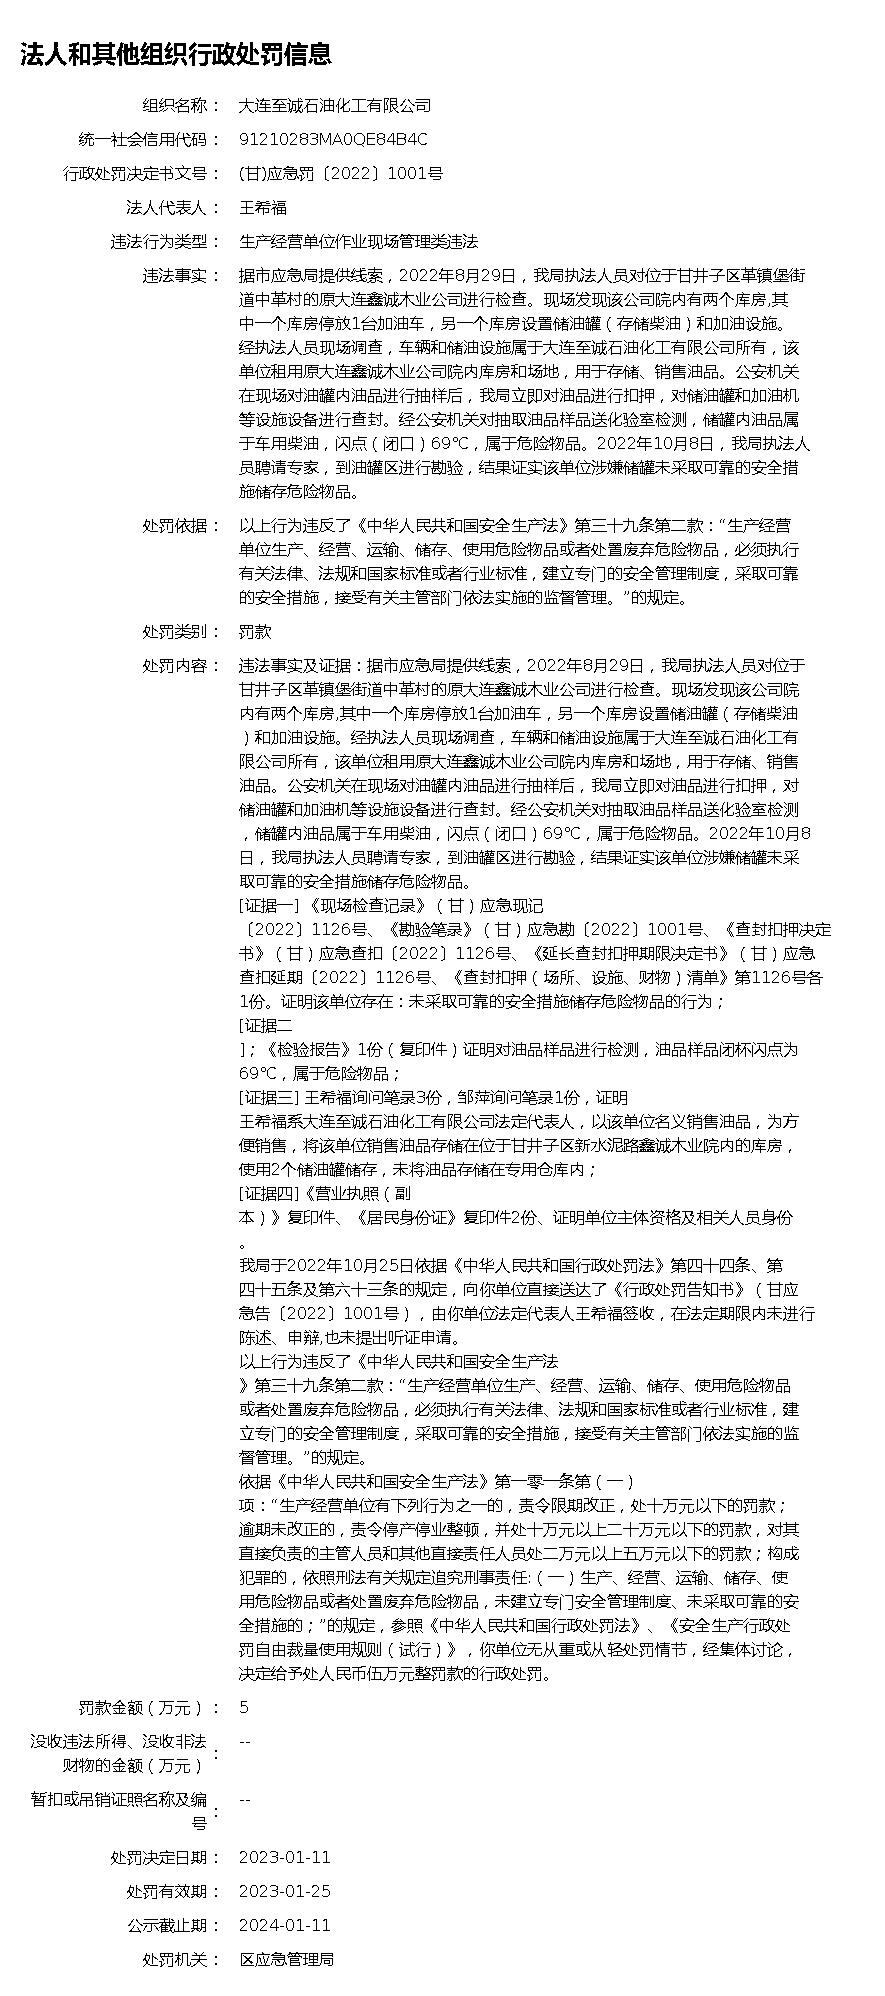 法人和其他组织行政处罚信息
组织名称： 大连至诚石油化工有限公司
统一社会信用代码： 91210283MA0QE84B4C
行政处罚决定书文号： (甘)应急罚〔2022〕1001号
法人代表人： 王希福
违法行为类型： 生产经营单位作业现场管理类违法
违法事实： 据市应急局提供线索，2022年8月29日，我局执法人员对位于甘井子区革镇堡街
道中革村的原大连鑫诚木业公司进行检查。现场发现该公司院内有两个库房,其
中一个库房停放1台加油车，另一个库房设置储油罐（存储柴油）和加油设施。
经执法人员现场调查，车辆和储油设施属于大连至诚石油化工有限公司所有，该
单位租用原大连鑫诚木业公司院内库房和场地，用于存储、销售油品。公安机关
在现场对油罐内油品进行抽样后，我局立即对油品进行扣押，对储油罐和加油机
等设施设备进行查封。经公安机关对抽取油品样品送化验室检测，储罐内油品属
于车用柴油，闪点（闭口）69℃，属于危险物品。2022年10月8日，我局执法人
员聘请专家，到油罐区进行勘验，结果证实该单位涉嫌储罐未采取可靠的安全措
施储存危险物品。
处罚依据： 以上行为违反了《中华人民共和国安全生产法》第三十九条第二款：“生产经营
单位生产、经营、运输、储存、使用危险物品或者处置废弃危险物品，必须执行
有关法律、法规和国家标准或者行业标准，建立专门的安全管理制度，采取可靠
的安全措施，接受有关主管部门依法实施的监督管理。”的规定。
处罚类别： 罚款
处罚内容： 违法事实及证据：据市应急局提供线索，2022年8月29日，我局执法人员对位于
甘井子区革镇堡街道中革村的原大连鑫诚木业公司进行检查。现场发现该公司院
内有两个库房,其中一个库房停放1台加油车，另一个库房设置储油罐（存储柴油
）和加油设施。经执法人员现场调查，车辆和储油设施属于大连至诚石油化工有
限公司所有，该单位租用原大连鑫诚木业公司院内库房和场地，用于存储、销售
油品。公安机关在现场对油罐内油品进行抽样后，我局立即对油品进行扣押，对
储油罐和加油机等设施设备进行查封。经公安机关对抽取油品样品送化验室检测
，储罐内油品属于车用柴油，闪点（闭口）69℃，属于危险物品。2022年10月8
日，我局执法人员聘请专家，到油罐区进行勘验，结果证实该单位涉嫌储罐未采
取可靠的安全措施储存危险物品。
[证据一] 《现场检查记录》（甘）应急现记
〔2022〕1126号、《勘验笔录》（甘）应急勘〔2022〕1001号、《查封扣押决定
书》（甘）应急查扣〔2022〕1126号、《延长查封扣押期限决定书》（甘）应急
查扣延期〔2022〕1126号、《查封扣押（场所、设施、财物）清单》第1126号各
1份。证明该单位存在：未采取可靠的安全措施储存危险物品的行为；
[证据二
]；《检验报告》1份（复印件）证明对油品样品进行检测，油品样品闭杯闪点为
69℃，属于危险物品；
[证据三] 王希福询问笔录3份，邹萍询问笔录1份，证明
王希福系大连至诚石油化工有限公司法定代表人，以该单位名义销售油品，为方
便销售，将该单位销售油品存储在位于甘井子区新水泥路鑫诚木业院内的库房，
使用2个储油罐储存，未将油品存储在专用仓库内；
[证据四]《营业执照（副
本）》复印件、《居民身份证》复印件2份、证明单位主体资格及相关人员身份
。
我局于2022年10月25日依据《中华人民共和国行政处罚法》第四十四条、第
四十五条及第六十三条的规定，向你单位直接送达了《行政处罚告知书》（甘应
急告〔2022〕1001号），由你单位法定代表人王希福签收，在法定期限内未进行
陈述、申辩,也未提出听证申请。
以上行为违反了《中华人民共和国安全生产法
》第三十九条第二款：“生产经营单位生产、经营、运输、储存、使用危险物品
或者处置废弃危险物品，必须执行有关法律、法规和国家标准或者行业标准，建
立专门的安全管理制度，采取可靠的安全措施，接受有关主管部门依法实施的监
督管理。”的规定。
依据《中华人民共和国安全生产法》第一零一条第（一）
项：“生产经营单位有下列行为之一的，责令限期改正，处十万元以下的罚款；
逾期未改正的，责令停产停业整顿，并处十万元以上二十万元以下的罚款，对其
直接负责的主管人员和其他直接责任人员处二万元以上五万元以下的罚款；构成
犯罪的，依照刑法有关规定追究刑事责任:（一）生产、经营、运输、储存、使
用危险物品或者处置废弃危险物品，未建立专门安全管理制度、未采取可靠的安
全措施的；”的规定，参照《中华人民共和国行政处罚法》、《安全生产行政处
罚自由裁量使用规则（试行）》，你单位无从重或从轻处罚情节，经集体讨论，
决定给予处人民币伍万元整罚款的行政处罚。
罚款金额（万元）： 5
没收违法所得、没收非法
财物的金额（万元）： --
暂扣或吊销证照名称及编
号： --
处罚决定日期： 2023-01-11
处罚有效期： 2023-01-25
公示截止期： 2024-01-11
处罚机关： 区应急管理局